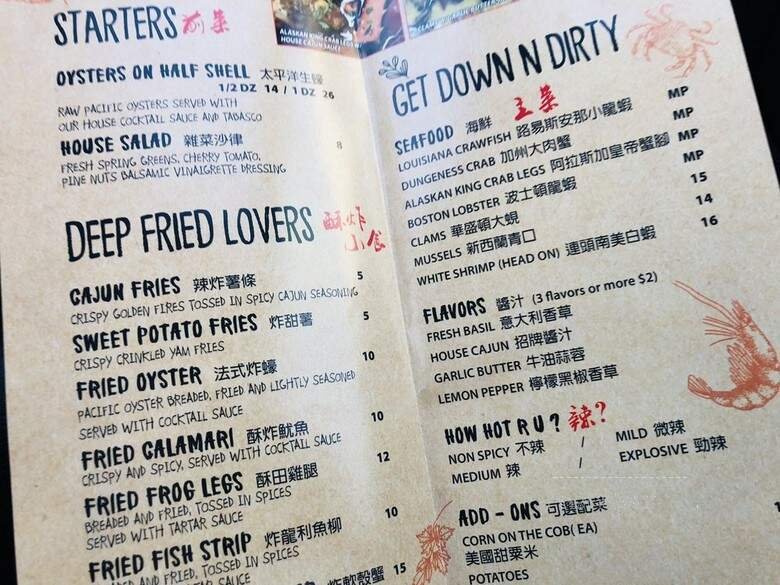 STARTERS 前菜
OYSTERS ON HALF SHELL 太平洋生蠔
1/2 DZ 14 / 1 DZ 26
RAW PACIFIC OYSTERS SERVED WITH
OUR HOUSE COCKTAIL SAUCE AND TABASCO
HOUSE SALAD 雜菜沙律 8
FRESH SPRING GREENS, CHERRY TOMATO,
PINE NUTS BALSAMIC VINAIGRETTE DRESSING
DEEP FRIED LOVERS 酥炸小食
CAJUN FRIES 辣炸薯條 5
CRISPY GOLDEN FIRES TOSSED IN SPICY CAJUN SEASONING
SWEET POTATO FRIES 炸甜薯 5
CRISPY CRINKLED YAM FRIES
FRIED OYSTER 法式炸蠔 10
PACIFIC OYSTER BREADED, FRIED AND LIGHTLY SEASONED
SERVED WITH COCKTAIL SAUCE
FRIED CALAMARI 酥炸魷魚 10
CRISPY AND SPICY, SERVED WITH COCKTAIL SAUCE
FRIED FROG LEGS 酥田雞腿 12
BREADED AND FRIED, TOSSED IN SPICES
SERVED WITH TARTAR SAUCE
FRIED FISH STRIP 炸龍利魚柳 10
BREADED AND FRIED, TOSSED IN SPICES
SERVED WITH TARTAR SAUCE
炸軟殼蟹 15
ALASKAN KING CRAB LEGS W/
HOUSE CAJUN SAUCE
GET DOWN N DIRTY
主菜
SEAFOOD 海鮮
LOUISIANA CRAWFISH 路易斯安那小龍蝦 MP
DUNGENESS CRAB 加州大肉蟹 MP
ALASKAN KING CRAB LEGS 阿拉斯加皇帝蟹腳 MP
BOSTON LOBSTER 波士頓龍蝦 MP
CLAMS 華盛頓大蜆 15
MUSSELS 新西蘭青口 14
WHITE SHRIMP (HEAD ON) 連頭南美白蝦 16
FLAVORS 醬汁 (3 flavors or more $2)
FRESH BASIL 意大利香草
HOUSE CAJUN 招牌醬汁
GARLIC BUTTER 牛油蒜蓉
LEMON PEPPER 檸檬黑椒香草
HOW HOT R U? 辣?
NON SPICY 不辣 / MILD 微辣
MEDIUM 辣 / EXPLOSIVE 勁辣
ADD - ONS 可選配菜
CORN ON THE COB( EA)
美國甜粟米
POTATOES